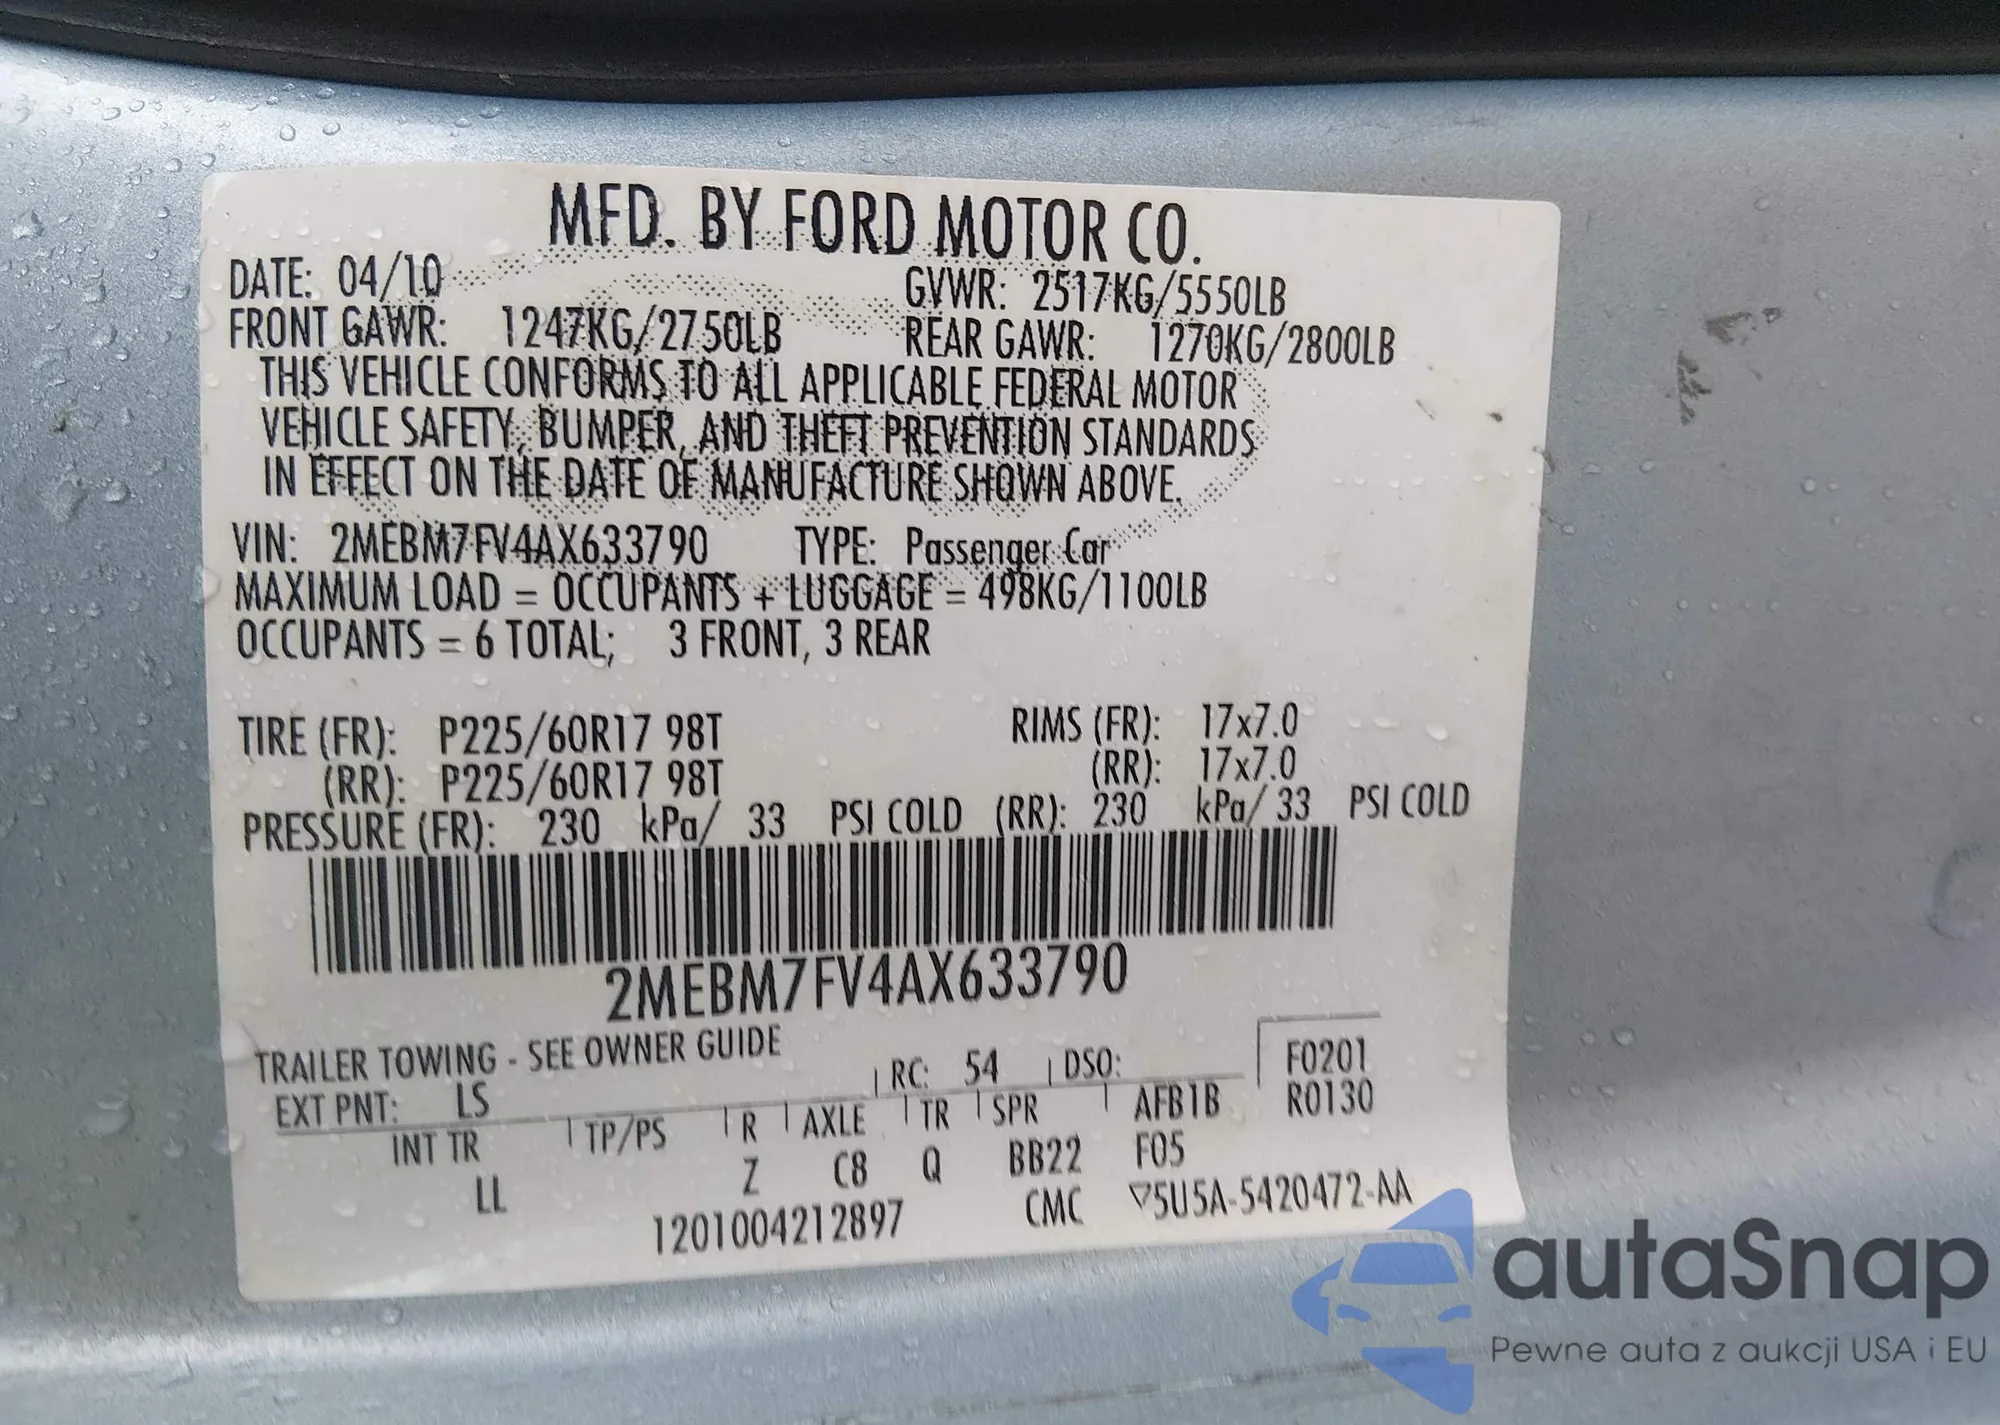 MFD. BY FORD MOTOR CO.
DATE: 04/10 GVWR: 2517KG/5550LB
FRONT GAWR: 1247KG/2750LB REAR GAWR: 1270KG/2800LB
THIS VEHICLE CONFORMS TO ALL APPLICABLE FEDERAL MOTOR
VEHICLE SAFETY, BUMPER, AND THEFT PREVENTION STANDARDS
IN EFFECT ON THE DATE OF MANUFACTURE SHOWN ABOVE.
VIN: 2MEBM7FV4AX633790 TYPE: Passenger Car
MAXIMUM LOAD = OCCUPANTS + LUGGAGE = 498KG/1100LB
OCCUPANTS = 6 TOTAL; 3 FRONT, 3 REAR
TIRE (FR): P225/60R17 98T RIMS (FR): 17x7.0
(RR): P225/60R17 98T (RR): 17x7.0
PRESSURE (FR): 230 kPa/ 33 PSI COLD (RR): 230 kPa/ 33 PSI COLD
2MEBM7FV4AX633790
TRAILER TOWING - SEE OWNER GUIDE
EXT PNT: LS RC: 54 DSO: F0201
INT TR TP/PS R AXLE TR SPR AFB1B R0130
LL Z C8 Q BB22 F05
1201004212897 CMC ▽5U5A-5420472-AA
autaSnap
Pewne auta z aukcji USA i EU